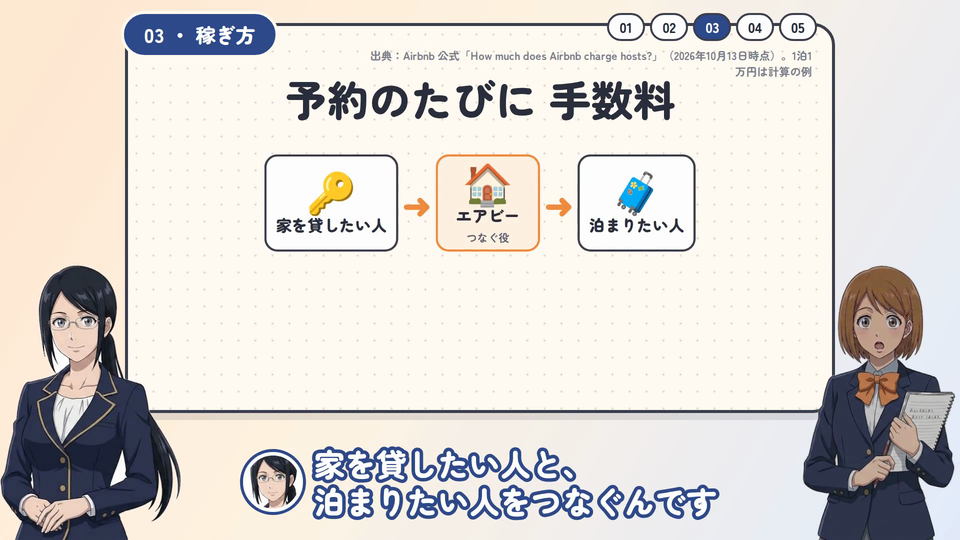 03 ・ 稼ぎ方
01 02 03 04 05
出典：Airbnb 公式「How much does Airbnb charge hosts?」（2026年10月13日時点）。1泊1
万円は計算の例
予約のたびに 手数料
家を貸したい人
エアビー
つなぐ役
泊まりたい人
家を貸したい人と、
泊まりたい人をつなぐんです